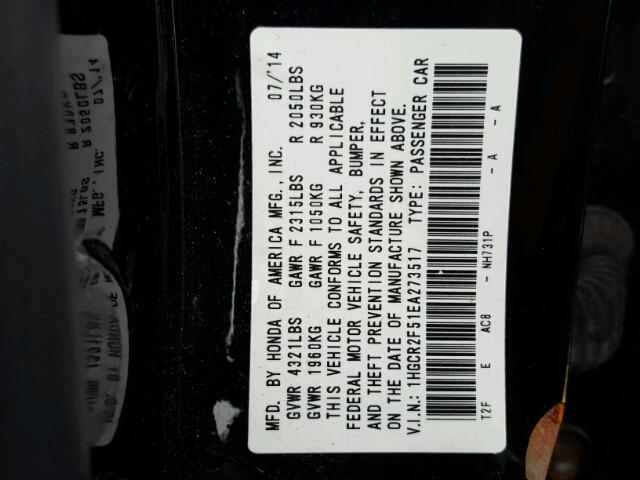 MFD. BY HONDA OF AMERICA MFG., INC. 07/'14
GVWR 4321LBS GAWR F 2315LBS R 2050LBS
GVWR 1960KG GAWR F 1050KG R 930KG
THIS VEHICLE CONFORMS TO ALL APPLICABLE
FEDERAL MOTOR VEHICLE SAFETY, BUMPER,
AND THEFT PREVENTION STANDARDS IN EFFECT
ON THE DATE OF MANUFACTURE SHOWN ABOVE.
V.I.N.: 1HGCR2F51EA273517 TYPE: PASSENGER CAR
T2F E AC8 - NH731P - A - A